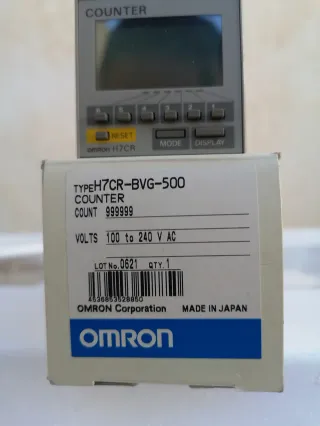 COUNTER
RESET
OMRON H7CR
MODE
DISPLAY
TYPE H7CR-BVG-500
COUNTER
COUNT 999999
VOLTS 100 to 240 V AC
LOT No. 0621 QTY. 1
4536853528850
OMRON Corporation MADE IN JAPAN
OMRON